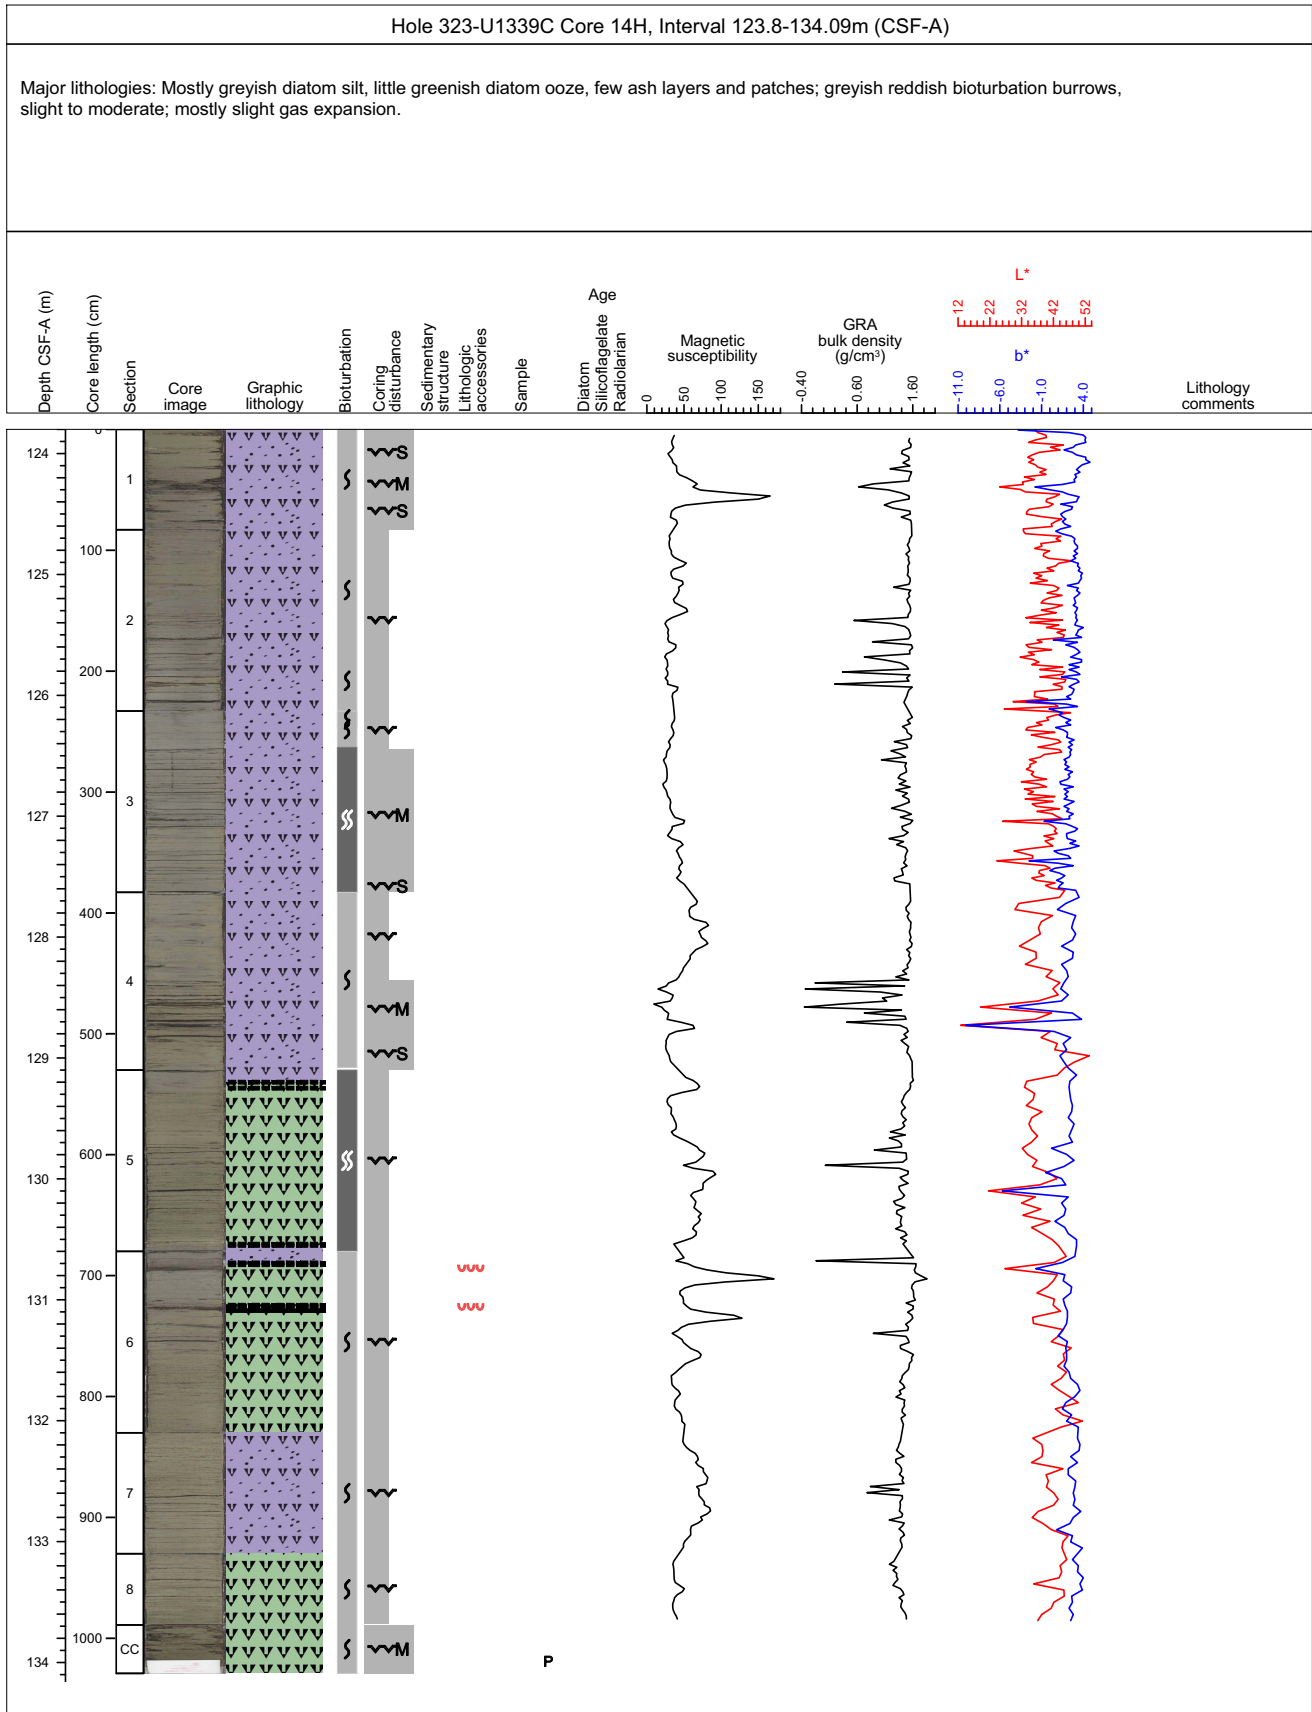 Hole 323-U1339C Core 14H, Interval 123.8-134.09m (CSF-A)
Major lithologies: Mostly greyish diatom silt, little greenish diatom ooze, few ash layers and patches; greyish reddish bioturbation burrows,
slight to moderate; mostly slight gas expansion.
Depth CSF-A (m)
Core length (cm)
Section
Core
image
Graphic
lithology
Bioturbation
Coring
disturbance
Sedimentary
structure
Lithologic
accessories
Sample
Age
Diatom
Silicoflagelate
Radiolarian
Magnetic
susceptibility
0 50 100 150
GRA
bulk density
(g/cm³)
-0.40 0.60 1.60
L*
12 22 32 42 52
b*
-11.0 -6.0 -1.0 4.0
Lithology
comments
0
124
S
1
M
S
100
125
2
200
126
3
300
127
M
S
400
128
4
M
500
S
129
5
600
130
700
131
6
800
132
7
900
133
8
1000
CC
M
134
P